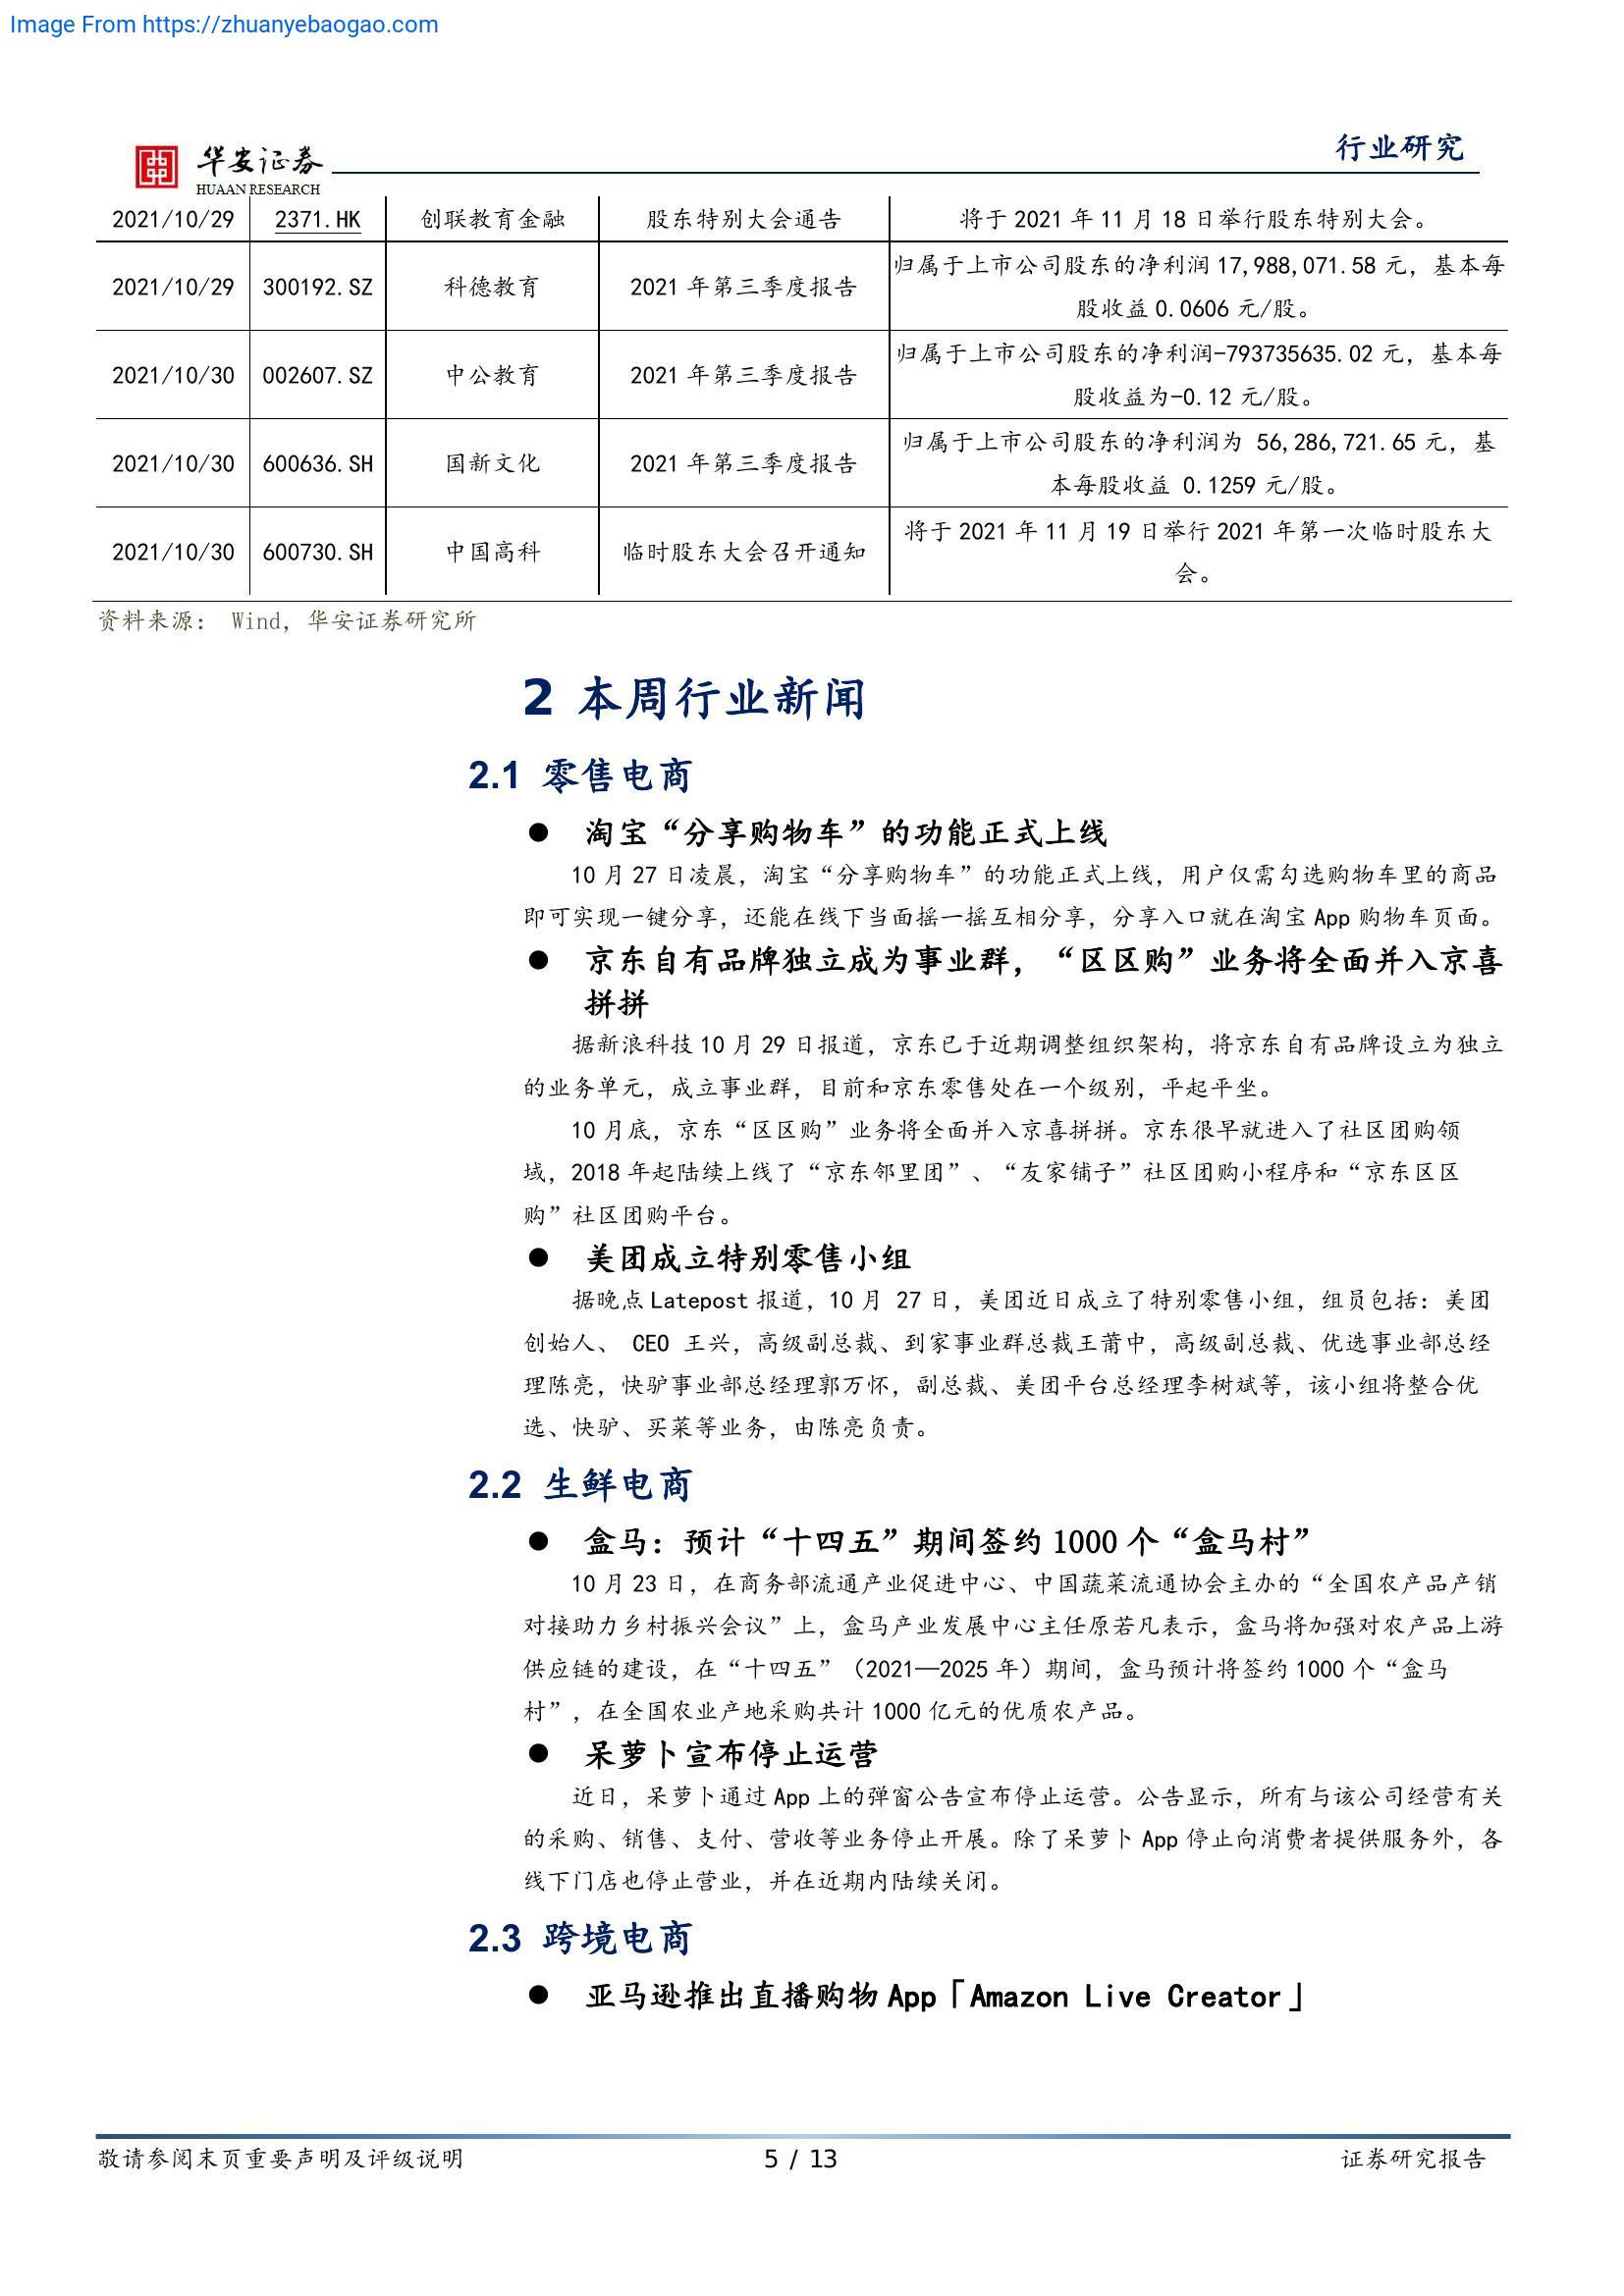 Image From https://zhuanyebaogao.com
华安证券
HUAAN RESEARCH
行业研究
2021/10/29 2371.HK 创联教育金融 股东特别大会通告 将于 2021 年 11 月 18 日举行股东特别大会。
2021/10/29 300192.SZ 科德教育 2021 年第三季度报告 归属于上市公司股东的净利润 17,988,071.58 元，基本每
股收益 0.0606 元/股。
2021/10/30 002607.SZ 中公教育 2021 年第三季度报告 归属于上市公司股东的净利润-793735635.02 元，基本每
股收益为-0.12 元/股。
2021/10/30 600636.SH 国新文化 2021 年第三季度报告 归属于上市公司股东的净利润为 56,286,721.65 元，基
本每股收益 0.1259 元/股。
2021/10/30 600730.SH 中国高科 临时股东大会召开通知 将于 2021 年 11 月 19 日举行 2021 年第一次临时股东大
会。
资料来源： Wind，华安证券研究所
2 本周行业新闻
2.1 零售电商
● 淘宝“分享购物车”的功能正式上线
10 月 27 日凌晨，淘宝“分享购物车”的功能正式上线，用户仅需勾选购物车里的商品
即可实现一键分享，还能在线下当面摇一摇互相分享，分享入口就在淘宝 App 购物车页面。
● 京东自有品牌独立成为事业群，“区区购”业务将全面并入京喜
拼拼
据新浪科技 10 月 29 日报道，京东已于近期调整组织架构，将京东自有品牌设立为独立
的业务单元，成立事业群，目前和京东零售处在一个级别，平起平坐。
10 月底，京东“区区购”业务将全面并入京喜拼拼。京东很早就进入了社区团购领
域，2018 年起陆续上线了“京东邻里团”、“友家铺子”社区团购小程序和“京东区区
购”社区团购平台。
● 美团成立特别零售小组
据晚点 Latepost 报道，10 月 27 日，美团近日成立了特别零售小组，组员包括：美团
创始人、 CEO 王兴，高级副总裁、到家事业群总裁王莆中，高级副总裁、优选事业部总经
理陈亮，快驴事业部总经理郭万怀，副总裁、美团平台总经理李树斌等，该小组将整合优
选、快驴、买菜等业务，由陈亮负责。
2.2 生鲜电商
● 盒马：预计“十四五”期间签约 1000 个“盒马村”
10 月 23 日，在商务部流通产业促进中心、中国蔬菜流通协会主办的“全国农产品产销
对接助力乡村振兴会议”上，盒马产业发展中心主任原若凡表示，盒马将加强对农产品上游
供应链的建设，在“十四五”（2021—2025 年）期间，盒马预计将签约 1000 个“盒马
村”，在全国农业产地采购共计 1000 亿元的优质农产品。
● 呆萝卜宣布停止运营
近日，呆萝卜通过 App 上的弹窗公告宣布停止运营。公告显示，所有与该公司经营有关
的采购、销售、支付、营收等业务停止开展。除了呆萝卜 App 停止向消费者提供服务外，各
线下门店也停止营业，并在近期内陆续关闭。
2.3 跨境电商
● 亚马逊推出直播购物 App「Amazon Live Creator」
敬请参阅末页重要声明及评级说明 5 / 13 证券研究报告